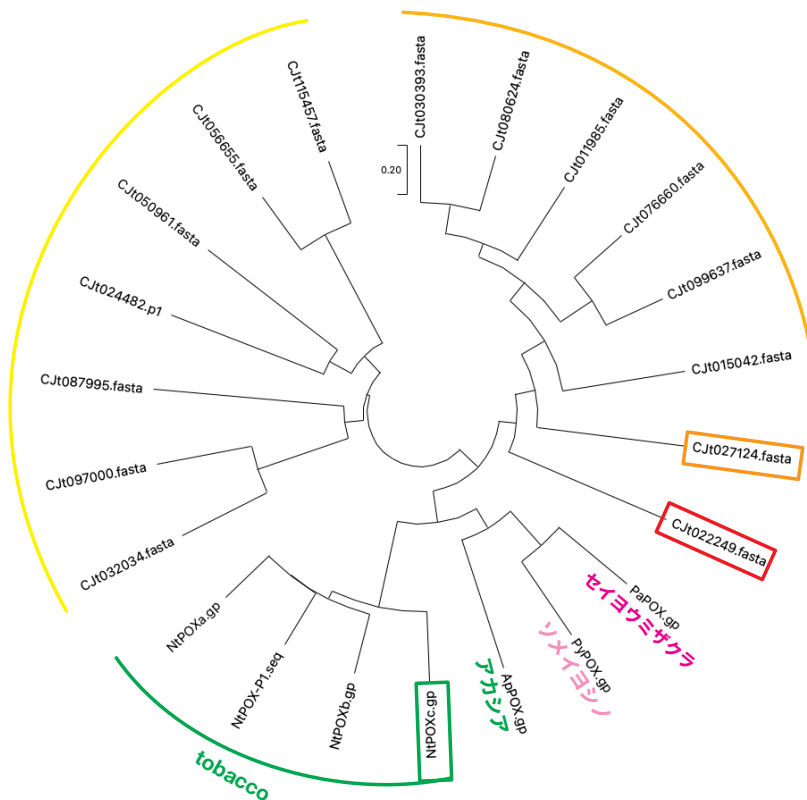 CJt115457.fasta
CJt056655.fasta
CJt050961.fasta
CJt024482.p1
CJt087995.fasta
CJt097000.fasta
CJt032034.fasta
0.20
CJt030393.fasta
CJt080624.fasta
CJt011985.fasta
CJt076660.fasta
CJt099637.fasta
CJt015042.fasta
CJt027124.fasta
CJt022249.fasta
PaPOX.gp
セイヨウミザクラ
PyPOX.gp
ソメイヨシノ
ApPOX.gp
アカシア
NtPOXc.gp
NtPOXb.gp
NtPOX-P1.seq
NtPOXa.gp
tobacco